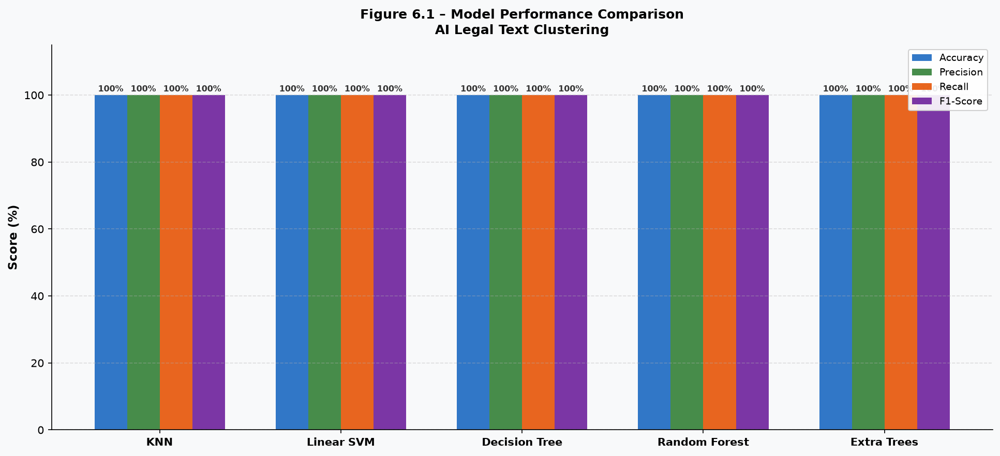 Figure 6.1 – Model Performance Comparison
AI Legal Text Clustering
Accuracy
Precision
Recall
F1-Score
100% 100% 100% 100% 100% 100% 100% 100% 100% 100% 100% 100% 100% 100% 100% 100% 100% 100% 100%
100
80
60
40
20
0
Score (%)
KNN Linear SVM Decision Tree Random Forest Extra Trees